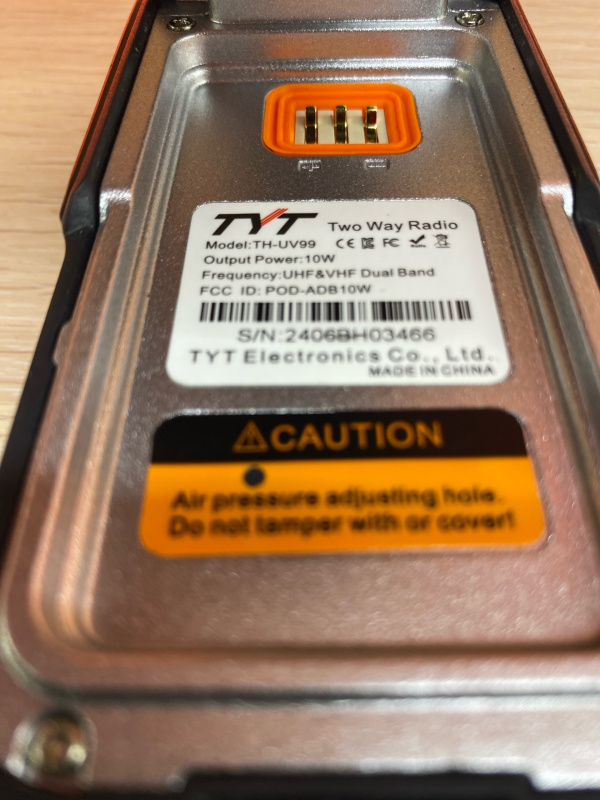 TYT Two Way Radio
Model:TH-UV99 CE FC
Output Power:10W
Frequency:UHF&VHF Dual Band
FCC ID: POD-ADB10W
S/N:2406BH03466
TYT Electronics Co., Ltd.
MADE IN CHINA
CAUTION
Air pressure adjusting hole.
Do not tamper with or cover!